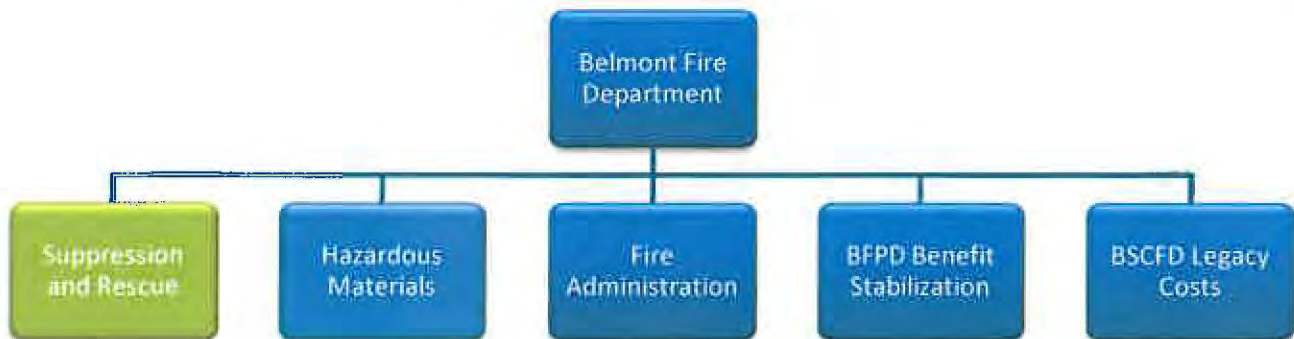 Belmont Fire
Department
Suppression
and Rescue
Hazardous
Materials
Fire
Administration
BFPD Benefit
Stabilization
BSCFD Legacy
Costs